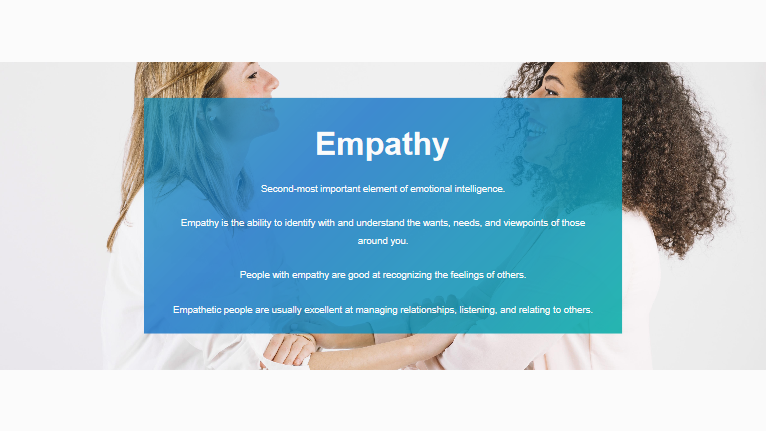 Empathy
Second-most important element of emotional intelligence.
Empathy is the ability to identify with and understand the wants, needs, and viewpoints of those
around you.
People with empathy are good at recognizing the feelings of others.
Empathetic people are usually excellent at managing relationships, listening, and relating to others.